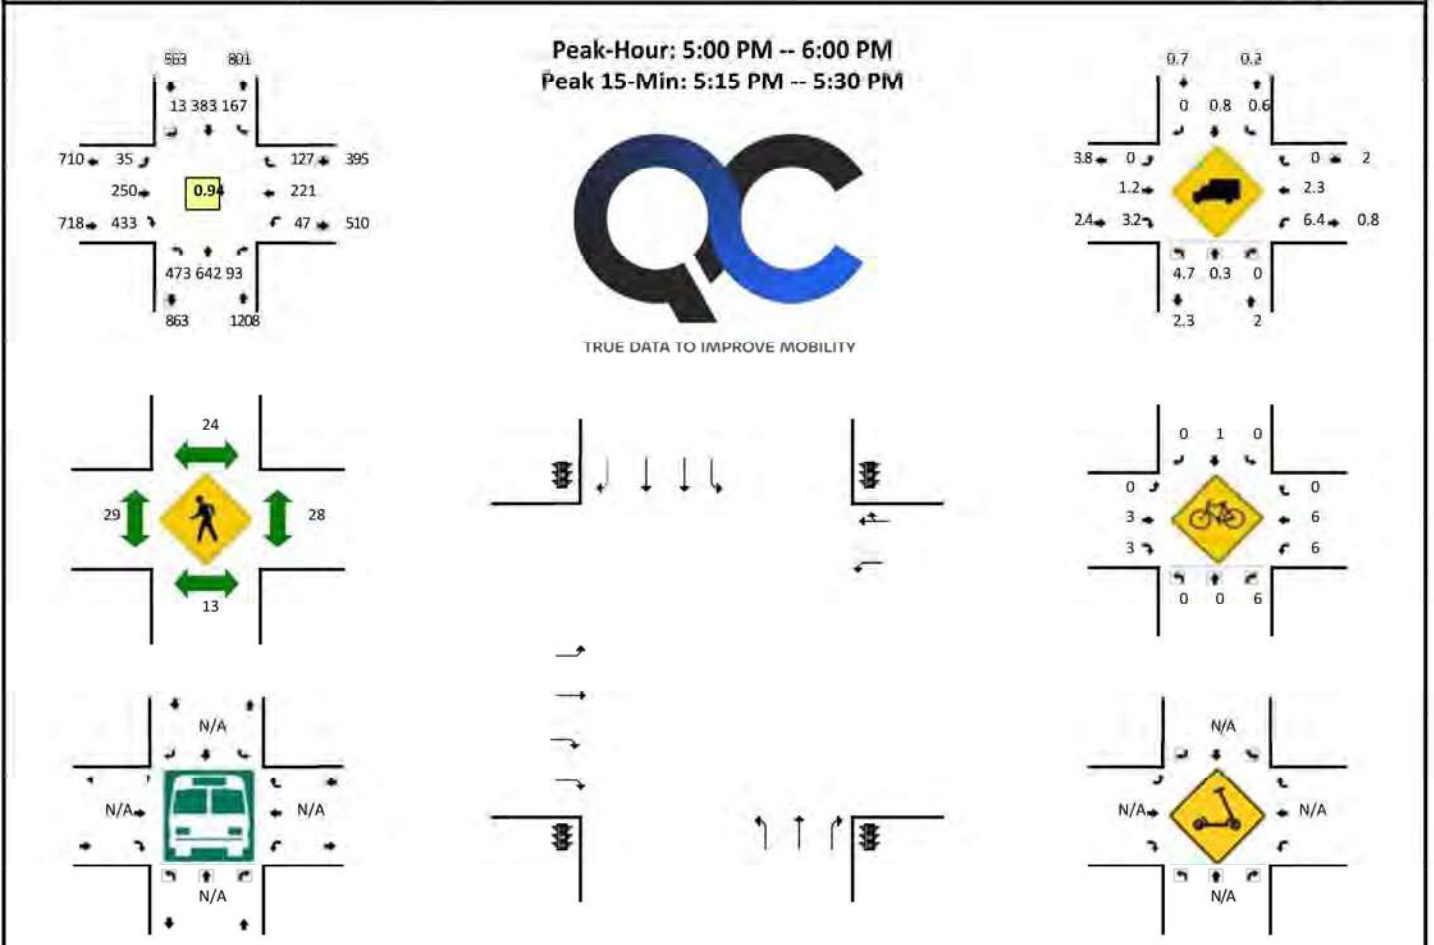 Peak-Hour: 5:00 PM -- 6:00 PM
Peak 15-Min: 5:15 PM -- 5:30 PM
563 801
13 383 167
710 35 127 395
250 0.94 221
718 433 47 510
473 642 93
863 1208
QC
TRUE DATA TO IMPROVE MOBILITY
0.7 0.2
0 0.8 0.6
3.8 0 0 2
1.2 2.3
2.4 3.2 6.4 0.8
4.7 0.3 0
2.3 2
24
29 28
13
0 1 0
0 0
3 6
3 6
0 0 6
N/A
N/A N/A
N/A
N/A
N/A N/A
N/A